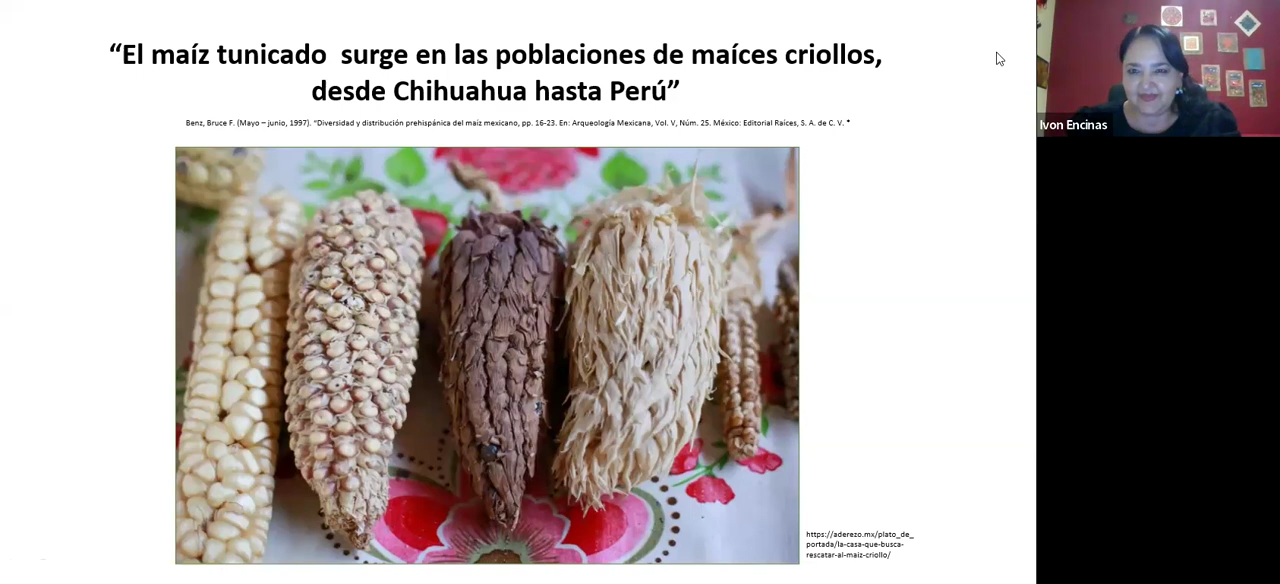 “El maíz tunicado  surge en las poblaciones de maíces criollos,
desde Chihuahua hasta Perú”
Benz, Bruce F. (Mayo – junio, 1997). “Diversidad y distribución prehispánica del maíz mexicano, pp. 16-23. En: Arqueología Mexicana, Vol. V, Núm. 25. México: Editorial Raíces, S. A. de C. V. *
Ivon Encinas
https://aderezo.mx/plato_de_
portada/la-casa-que-busca-
rescatar-al-maiz-criollo/